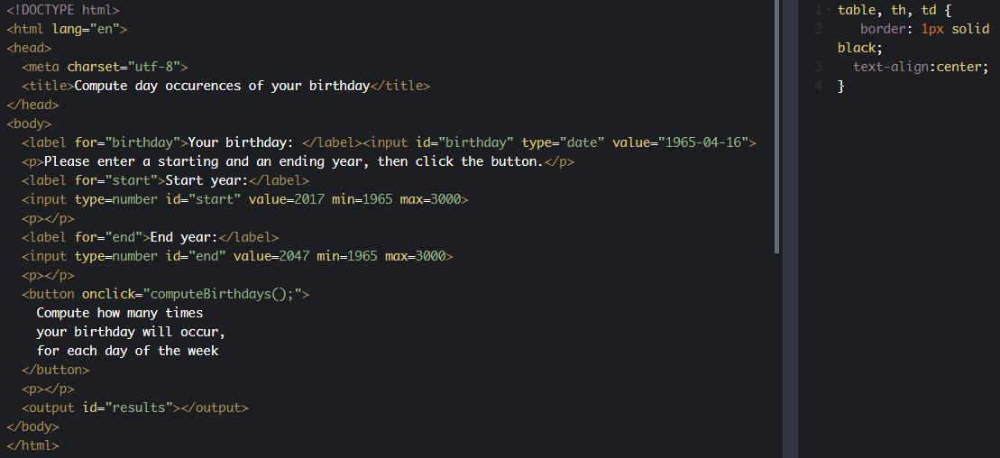 <!DOCTYPE html>
<html lang="en">
<head>
<meta charset="utf-8">
<title>Compute day occurences of your birthday</title>
</head>
<body>
<label for="birthday">Your birthday: </label><input id="birthday" type="date" value="1965-04-16">
<p>Please enter a starting and an ending year, then click the button.</p>
<label for="start">Start year:</label>
<input type=number id="start" value=2017 min=1965 max=3000>
<p></p>
<label for="end">End year:</label>
<input type=number id="end" value=2047 min=1965 max=3000>
<p></p>
<button onclick="computeBirthdays();">
Compute how many times
your birthday will occur,
for each day of the week
</button>
<p></p>
<output id="results"></output>
</body>
</html>
1 table, th, td {
2 border: 1px solid
black;
3 text-align:center;
4 }